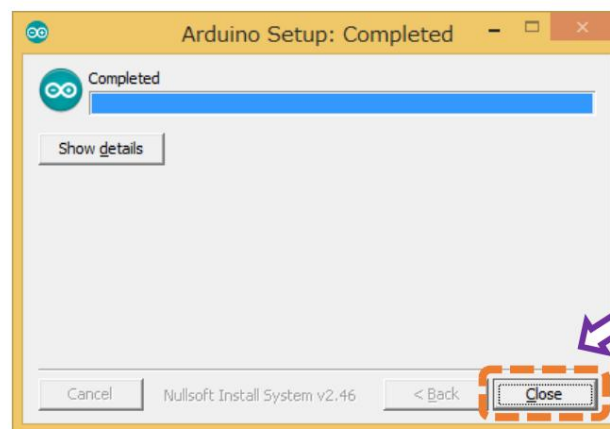 Arduino Setup: Completed
Completed
Show details
Cancel
Nullsoft Install System v2.46
< Back
Close